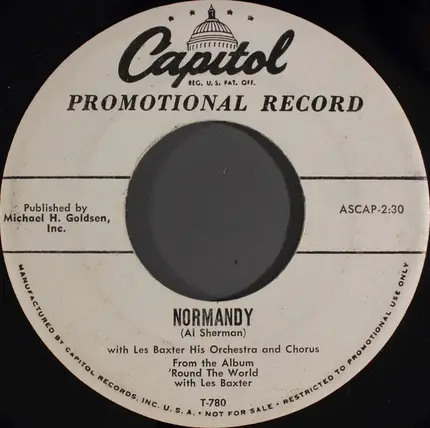 Capitol
REG. U. S. PAT. OFF.
PROMOTIONAL RECORD
Published by
Michael H. Goldsen,
Inc.
ASCAP-2:30
NORMANDY
(Al Sherman)
with Les Baxter His Orchestra and Chorus
From the Album
'Round The World
with Les Baxter
T-780
MANUFACTURED BY CAPITOL RECORDS, INC. U. S. A. • NOT FOR SALE • RESTRICTED TO PROMOTIONAL USE ONLY